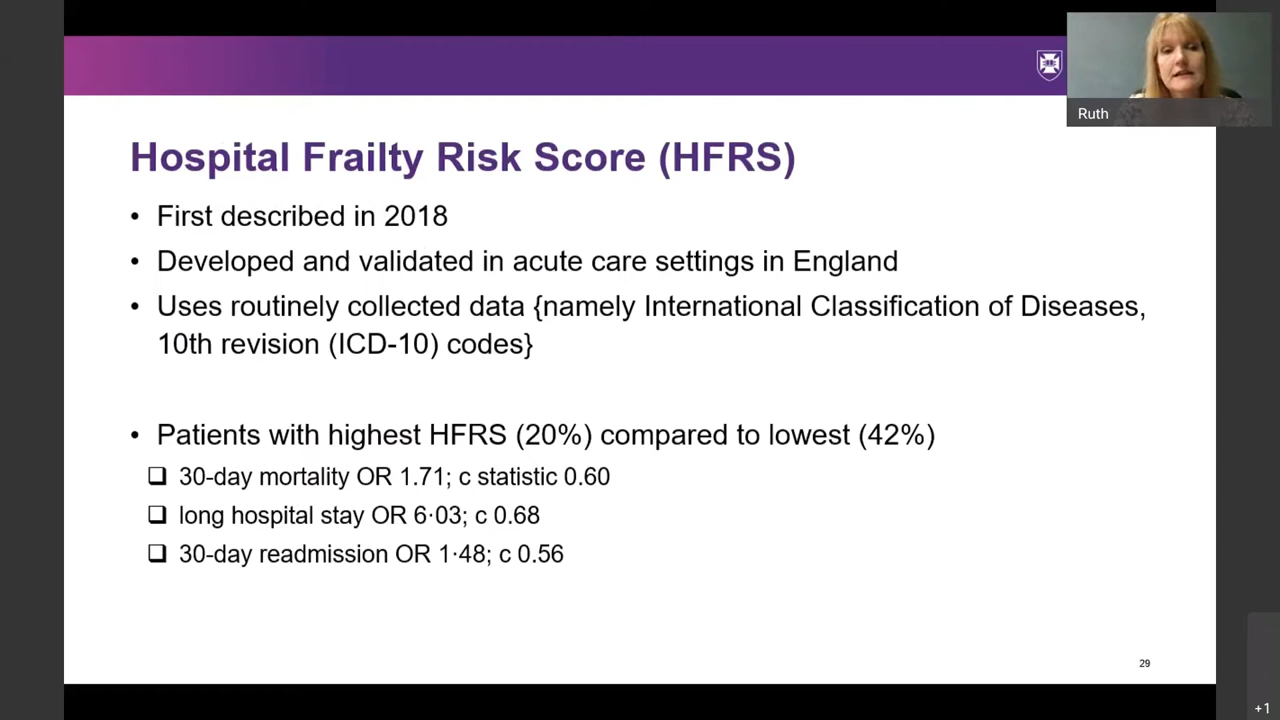 Ruth
Hospital Frailty Risk Score (HFRS)
• First described in 2018
• Developed and validated in acute care settings in England
• Uses routinely collected data {namely International Classification of Diseases,
10th revision (ICD-10) codes}
• Patients with highest HFRS (20%) compared to lowest (42%)
❑ 30-day mortality OR 1.71; c statistic 0.60
❑ long hospital stay OR 6·03; c 0.68
❑ 30-day readmission OR 1·48; c 0.56
29
+1